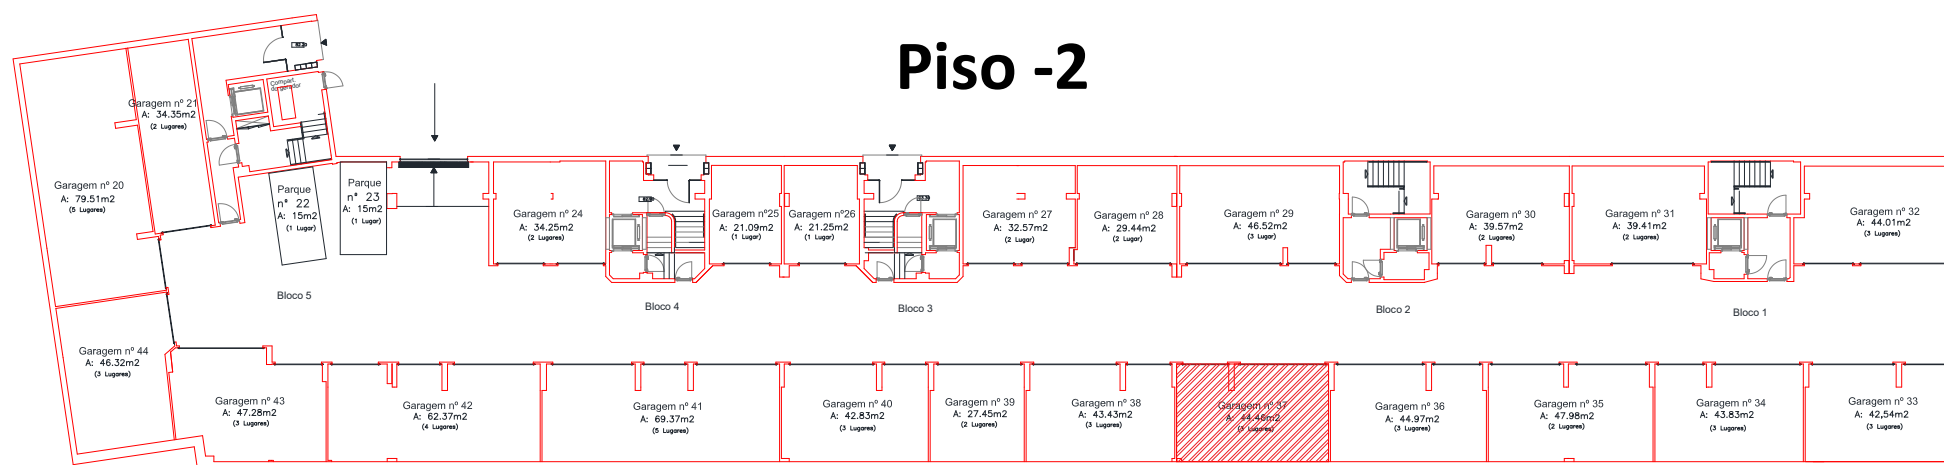 Piso -2
Compart.
do gerador
Garagem nº 21
A: 34.35m2
(2 Lugares)
Garagem nº 20
A: 79.51m2
(5 Lugares)
Parque
nº 22
A: 15m2
(1 Lugar)
Parque
nº 23
A: 15m2
(1 Lugar)
Garagem nº 24
A: 34.25m2
(2 Lugares)
Garagem nº25
A: 21.09m2
(1 Lugar)
Garagem nº26
A: 21.25m2
(1 Lugar)
Garagem nº 27
A: 32.57m2
(2 Lugar)
Garagem nº 28
A: 29.44m2
(2 Lugar)
Garagem nº 29
A: 46.52m2
(3 Lugar)
Garagem nº 30
A: 39.57m2
(2 Lugares)
Garagem nº 31
A: 39.41m2
(2 Lugares)
Garagem nº 32
A: 44.01m2
(3 Lugares)
Bloco 5
Bloco 4
Bloco 3
Bloco 2
Bloco 1
Garagem nº 44
A: 46.32m2
(3 Lugares)
Garagem nº 43
A: 47.28m2
(3 Lugares)
Garagem nº 42
A: 62.37m2
(4 Lugares)
Garagem nº 41
A: 69.37m2
(5 Lugares)
Garagem nº 40
A: 42.83m2
(3 Lugares)
Garagem nº 39
A: 27.45m2
(2 Lugares)
Garagem nº 38
A: 43.43m2
(3 Lugares)
Garagem nº 37
A: 44.46m2
(3 Lugares)
Garagem nº 36
A: 44.97m2
(3 Lugares)
Garagem nº 35
A: 47.98m2
(2 Lugares)
Garagem nº 34
A: 43.83m2
(3 Lugares)
Garagem nº 33
A: 42,54m2
(3 Lugares)